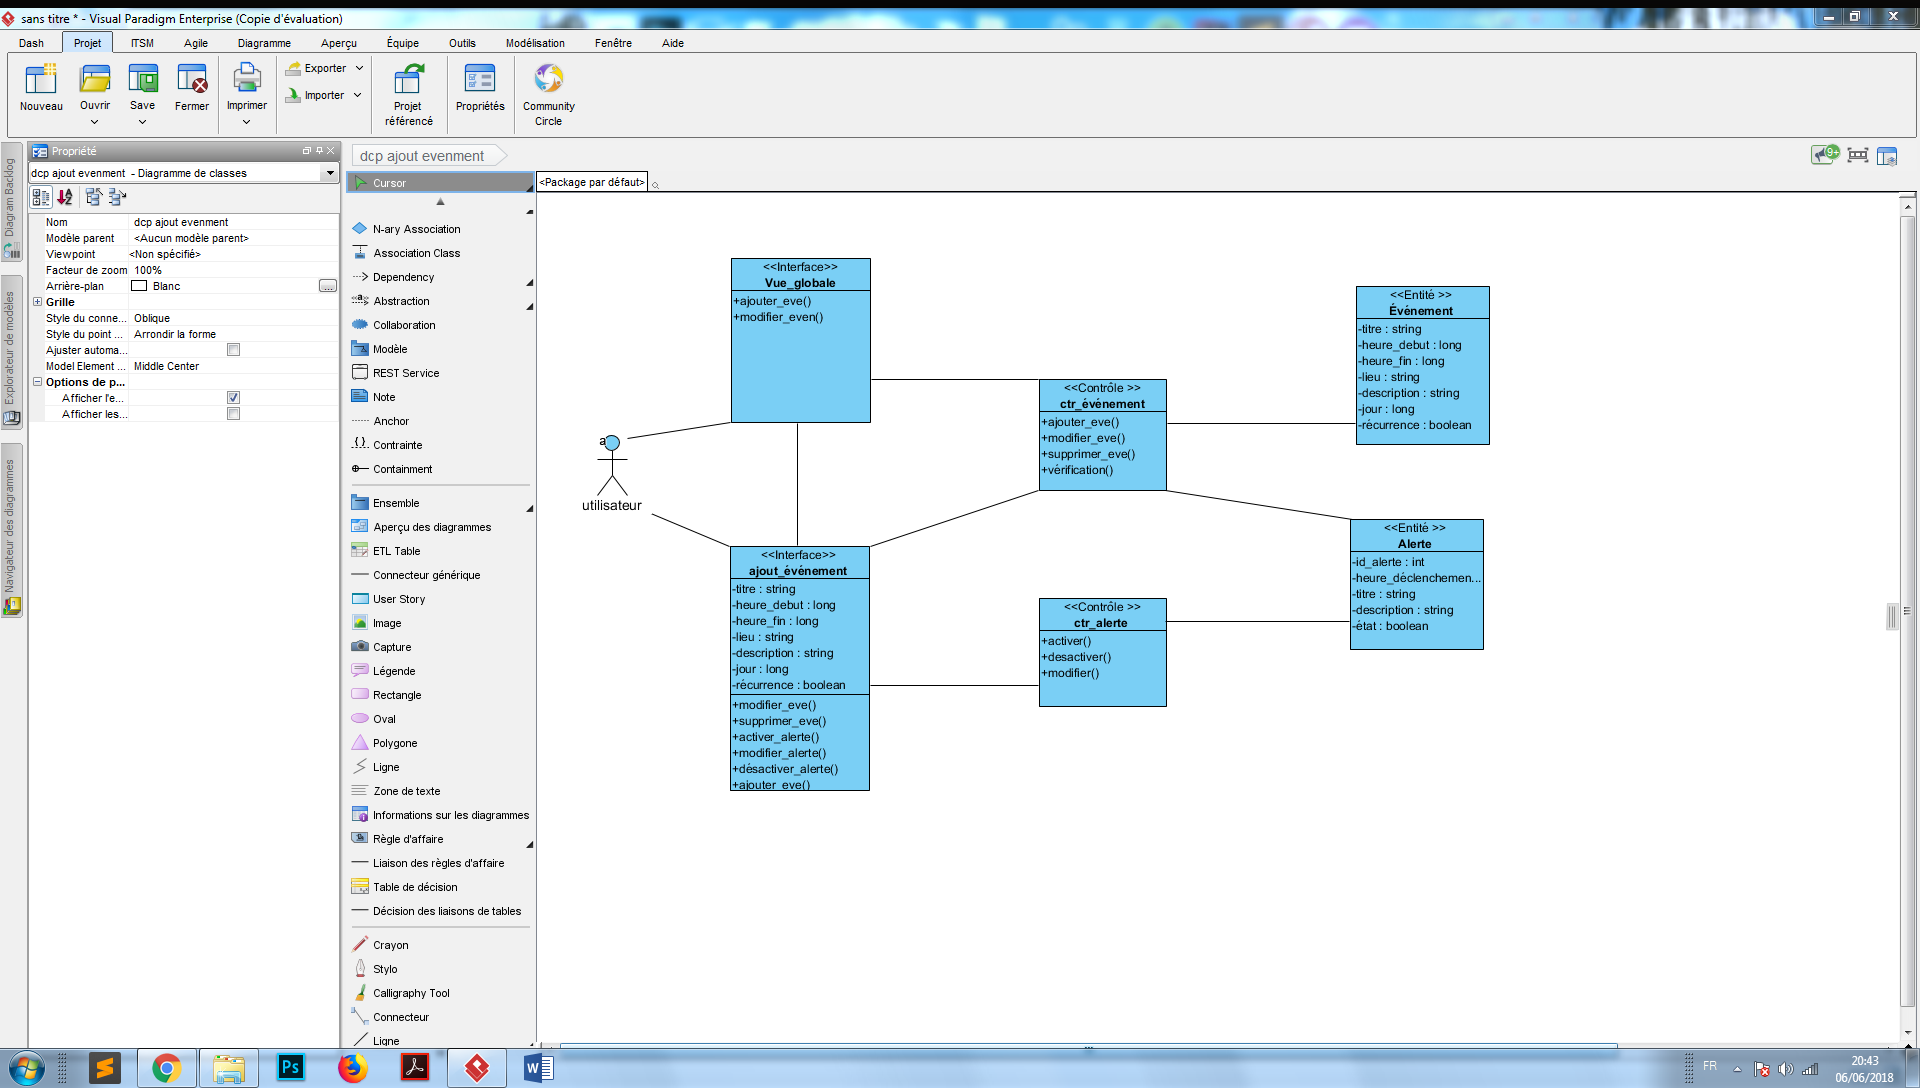 sans titre * - Visual Paradigm Enterprise (Copie d'évaluation)
Dash Projet ITSM Agile Diagramme Aperçu Équipe Outils Modélisation Fenêtre Aide
Nouveau
Ouvrir
Save
Fermer
Imprimer
Exporter
Importer
Projet
référencé
Propriétés
Community
Circle
Diagram Backlog
Explorateur de modèles
Navigateur des diagrammes
Propriété
dcp ajout evenment - Diagramme de classes
Nom dcp ajout evenment
Modèle parent <Aucun modèle parent>
Viewpoint <Non spécifié>
Facteur de zoom 100%
Arrière-plan Blanc ...
Grille
Style du conne... Oblique
Style du point ... Arrondir la forme
Ajuster automa...
Model Element ... Middle Center
Options de p...
Afficher l'e...
Afficher les...
dcp ajout evenment
9+
Cursor
N-ary Association
Association Class
Dependency
Abstraction
Collaboration
Modèle
REST Service
Note
Anchor
Contrainte
Containment
Ensemble
Aperçu des diagrammes
ETL Table
Connecteur générique
User Story
Image
Capture
Légende
Rectangle
Oval
Polygone
Ligne
Zone de texte
Informations sur les diagrammes
Règle d'affaire
Liaison des règles d'affaire
Table de décision
Décision des liaisons de tables
Crayon
Stylo
Calligraphy Tool
Connecteur
Ligne
<Package par défaut>
<<Interface>>
Vue_globale
+ajouter_eve()
+modifier_even()
a
utilisateur
<<Interface>>
ajout_événement
-titre : string
-heure_debut : long
-heure_fin : long
-lieu : string
-description : string
-jour : long
-récurrence : boolean
+modifier_eve()
+supprimer_eve()
+activer_alerte()
+modifier_alerte()
+désactiver_alerte()
+ajouter_eve()
<<Contrôle >>
ctr_événement
+ajouter_eve()
+modifier_eve()
+supprimer_eve()
+vérification()
<<Contrôle >>
ctr_alerte
+activer()
+desactiver()
+modifier()
<<Entité >>
Événement
-titre : string
-heure_debut : long
-heure_fin : long
-lieu : string
-description : string
-jour : long
-récurrence : boolean
<<Entité >>
Alerte
-id_alerte : int
-heure_déclenchemen...
-titre : string
-description : string
-état : boolean
Ps
FR
20:43
06/06/2018